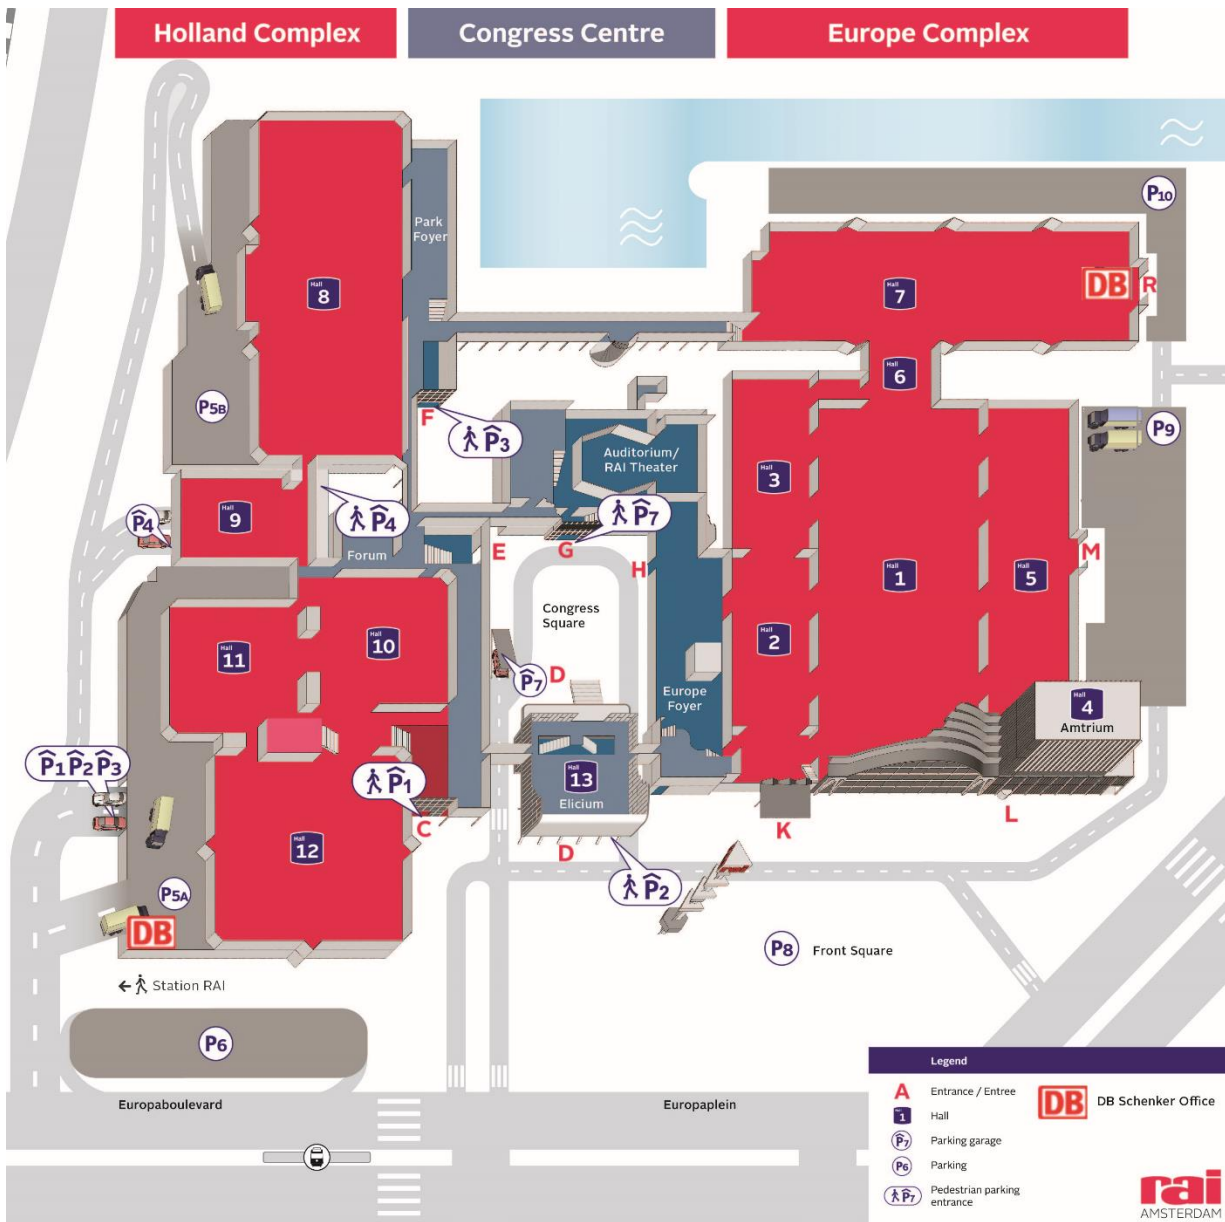 Holland Complex
Congress Centre
Europe Complex
P10
Park
Foyer
Hall
8
Hall
7
DB
R
Hall
6
P5B
F
P3
Auditorium/
RAI Theater
P9
Hall
3
Hall
9
P4
P4
P7
Forum
E
G
H
M
Hall
1
Hall
5
Congress
Square
Hall
11
Hall
10
Hall
2
D
P7
Europe
Foyer
Hall
4
Amtrium
P1 P2 P3
P1
Hall
13
Elicium
C
D
K
L
Hall
12
P2
P5A
DB
P8
Front Square
Station RAI
P6
Europaboulevard
Europaplein
Legend
A
Entrance / Entree
DB
DB Schenker Office
1
Hall
P7
Parking garage
P6
Parking
P7
Pedestrian parking
entrance
rai
AMSTERDAM